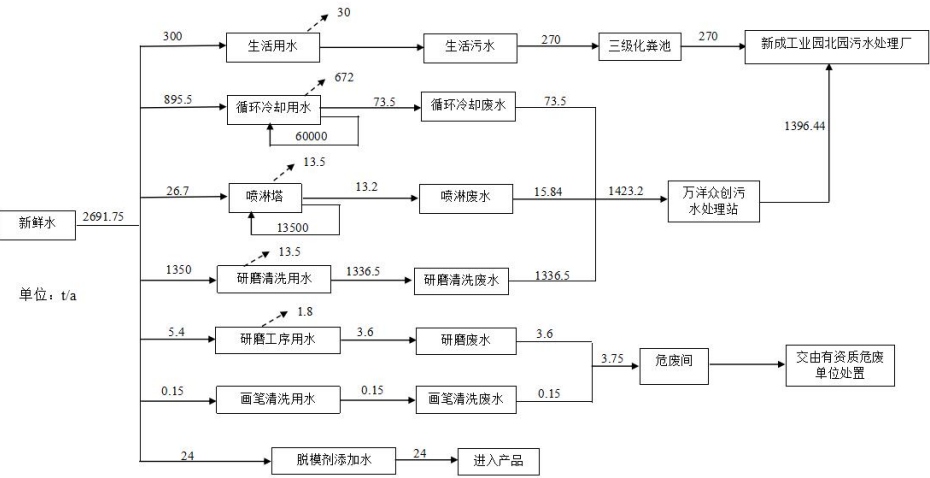 30
300
生活用水
生活污水
270
三级化粪池
270
新成工业园北园污水处理厂
672
895.5
循环冷却用水
73.5
循环冷却废水
73.5
60000
1396.44
13.5
26.7
喷淋塔
13.2
喷淋废水
15.84
1423.2
万洋众创污
水处理站
13500
新鲜水
2691.75
13.5
1350
研磨清洗用水
1336.5
研磨清洗废水
1336.5
单位：t/a
1.8
5.4
研磨工序用水
3.6
研磨废水
3.6
3.75
危废间
交由有资质危废
单位处置
0.15
画笔清洗用水
0.15
画笔清洗废水
0.15
24
脱模剂添加水
24
进入产品